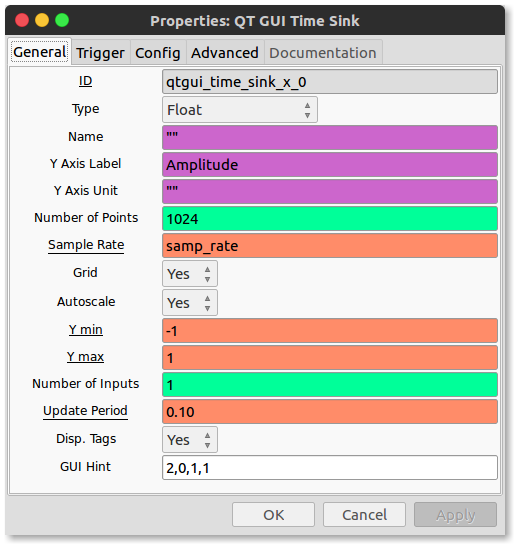 Properties: QT GUI Time Sink
General Trigger Config Advanced Documentation
ID qtgui_time_sink_x_0
Type Float
Name ""
Y Axis Label Amplitude
Y Axis Unit ""
Number of Points 1024
Sample Rate samp_rate
Grid Yes
Autoscale Yes
Y min -1
Y max 1
Number of Inputs 1
Update Period 0.10
Disp. Tags Yes
GUI Hint 2,0,1,1
OK Cancel Apply